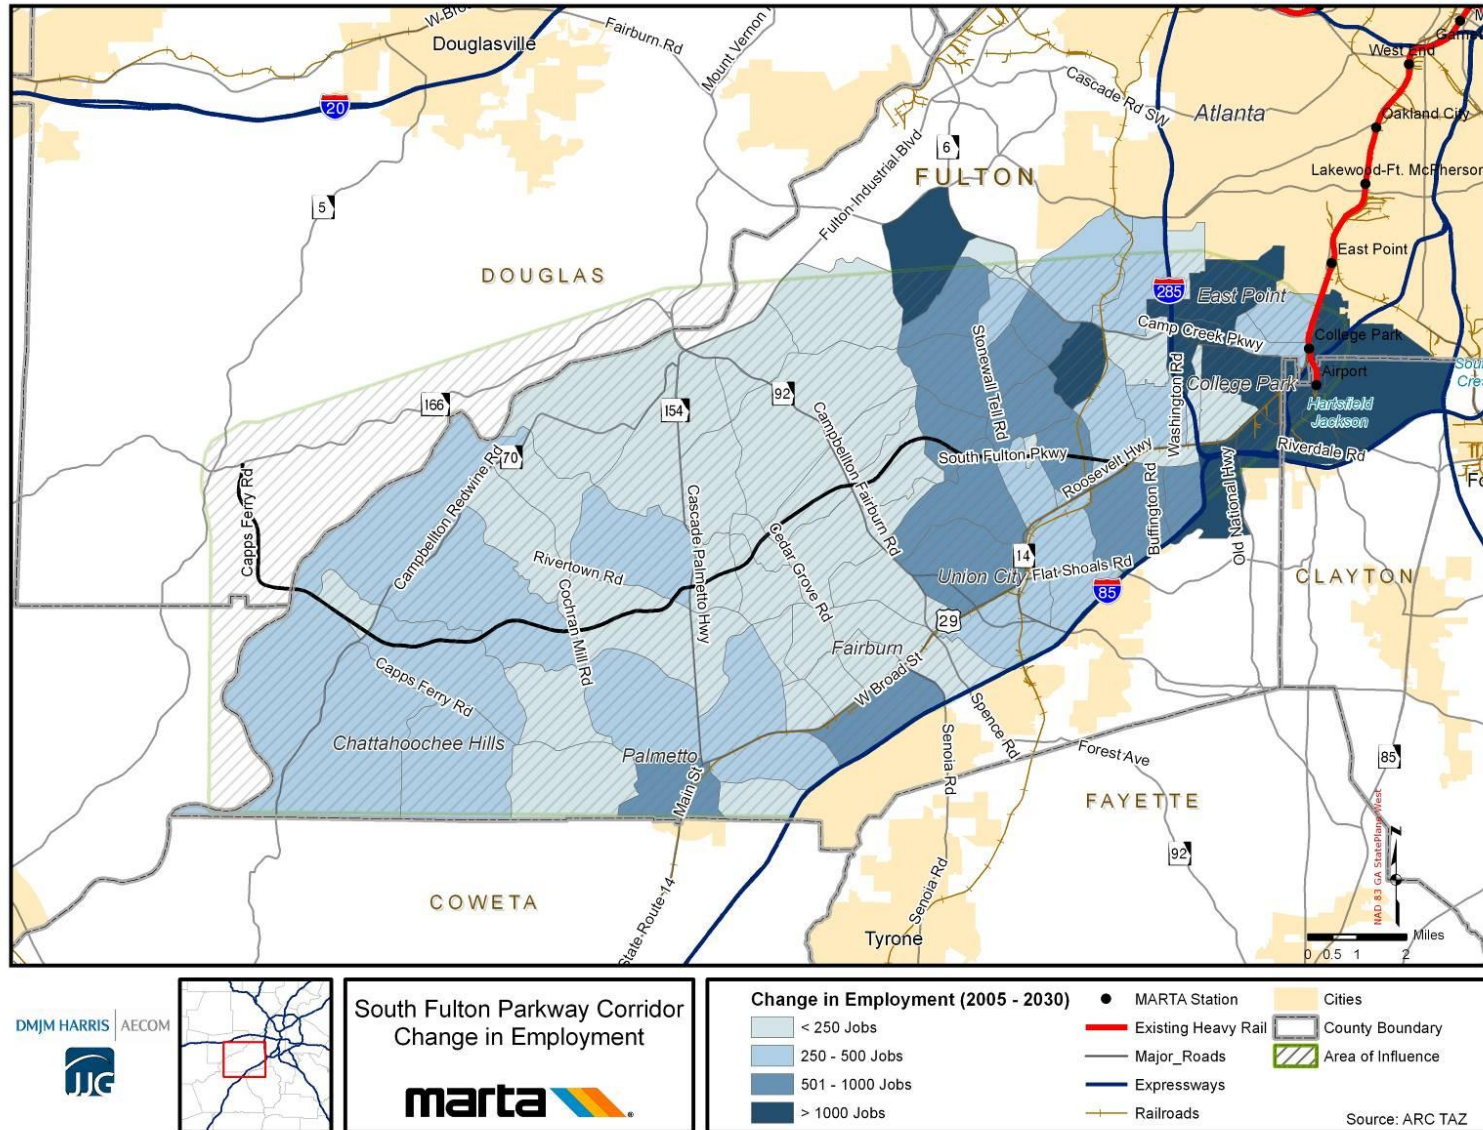 Douglasville
Fairburn Rd
Mount Vernon
20
5
DOUGLAS
Fulton Industrial Blvd
6
FULTON
Cascade Rd SW
Atlanta
West End
Oakland City
Lakewood-Ft. McPherson
East Point
285
East Point
Camp Creek Pkwy
College Park
College Park
Airport
Hartsfield
Jackson
Riverdale Rd
Washington Rd
Stonewall Tell Rd
166
70
154
92
Campbellton Redwine Rd
Capps Ferry Rd
Campbellton Fairburn Rd
South Fulton Pkwy
Roosevelt Hwy
Buffington Rd
Old National Hwy
Cascade Palmetto Hwy
Cedar Grove Rd
Rivertown Rd
Cochran Mill Rd
14
Union City
Flat Shoals Rd
85
CLAYTON
29
Fairburn
W Broad St
Capps Ferry Rd
Chattahoochee Hills
Palmetto
Main St
Senoia Rd
Spence Rd
Forest Ave
85
FAYETTE
92
COWETA
State Route 14
Senoia Rd
Tyrone
NAD 83 GA StatePlane West
N
Miles
0 0.5 1 2
DMJM HARRIS | AECOM
JJG
South Fulton Parkway Corridor
Change in Employment
marta
Change in Employment (2005 - 2030)
< 250 Jobs
250 - 500 Jobs
501 - 1000 Jobs
> 1000 Jobs
MARTA Station
Existing Heavy Rail
Major_Roads
Expressways
Railroads
Cities
County Boundary
Area of Influence
Source: ARC TAZ